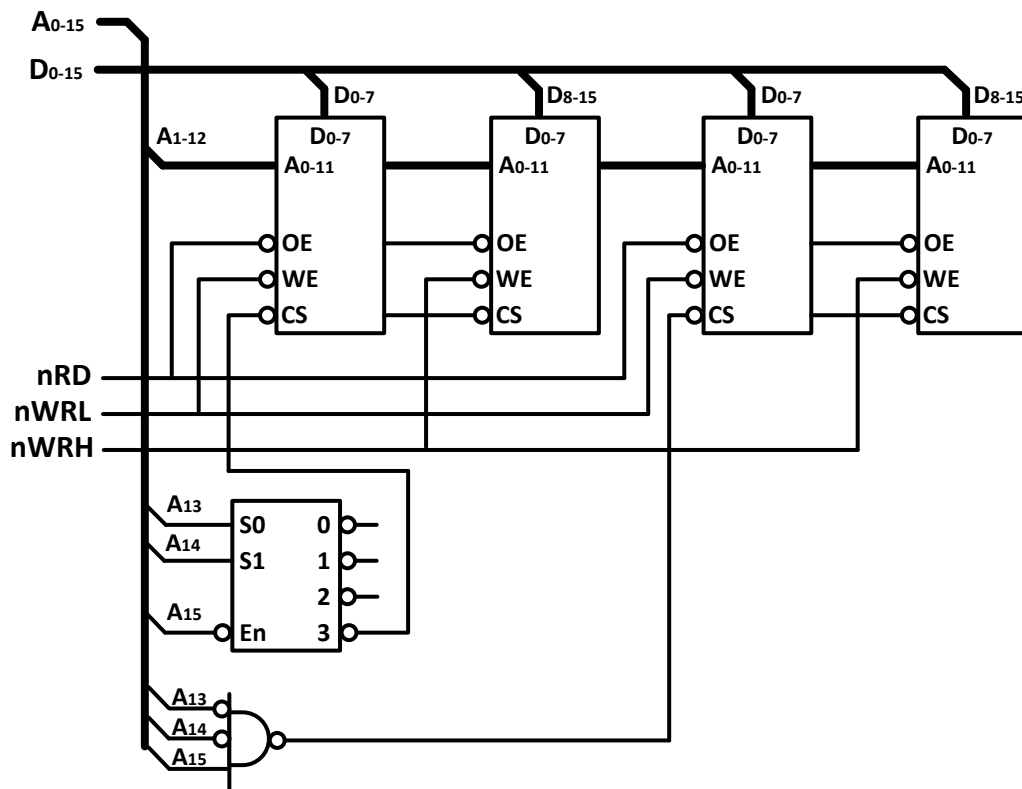 A0-15
D0-15
D0-7 D8-15 D0-7 D8-15
A1-12 D0-7 D0-7 D0-7 D0-7
A0-11 A0-11 A0-11 A0-11
OE OE OE OE
WE WE WE WE
CS CS CS CS
nRD
nWRL
nWRH
A13 S0 0
A14 S1 1
2
A15 En 3
A13
A14
A15